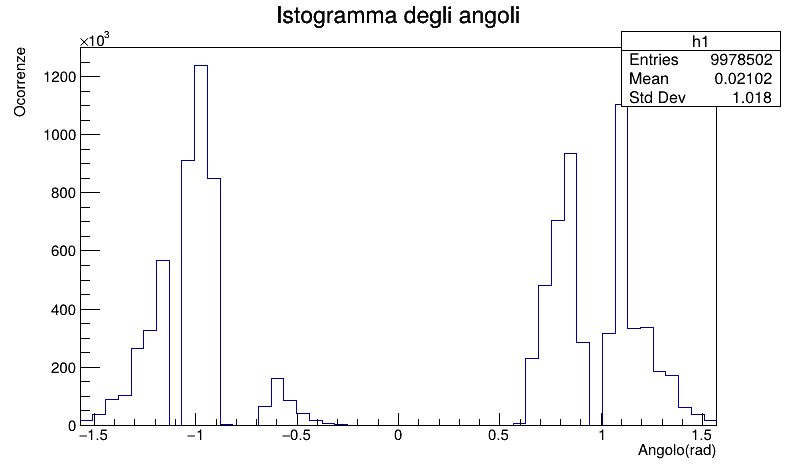 Istogramma degli angoli
×10³
h1
Entries 9978502
Mean 0.02102
Std Dev 1.018
Ocorrenze
1200
1000
800
600
400
200
0
−1.5 −1 −0.5 0 0.5 1 1.5
Angolo(rad)